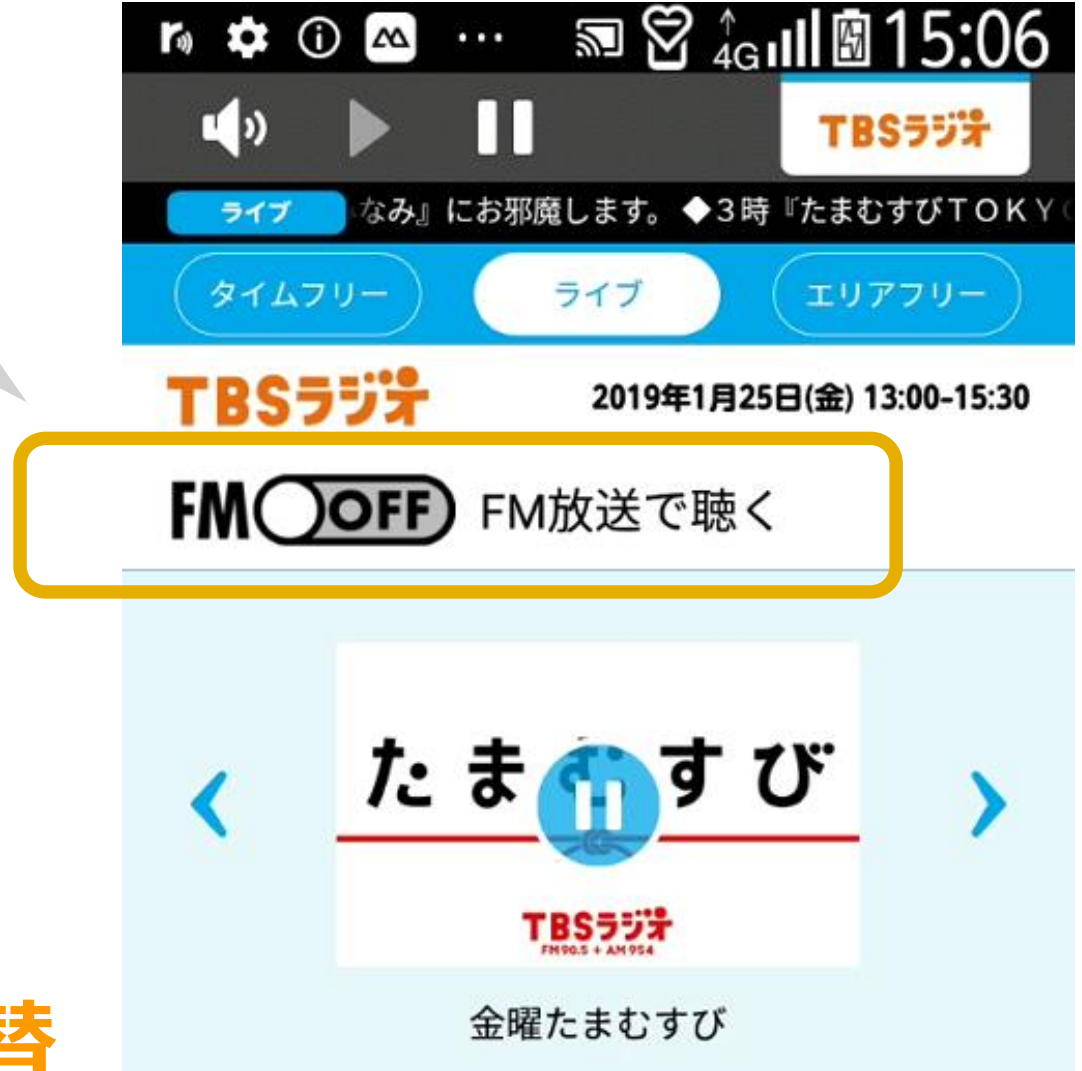 4G 15:06
TBSラジオ
ライブ なみ』にお邪魔します。◆3時『たまむすびTOKY
タイムフリー ライブ エリアフリー
TBSラジオ 2019年1月25日(金) 13:00-15:30
FM OFF FM放送で聴く
たまむすび
TBSラジオ
FM90.5 + AM954
金曜たまむすび
替